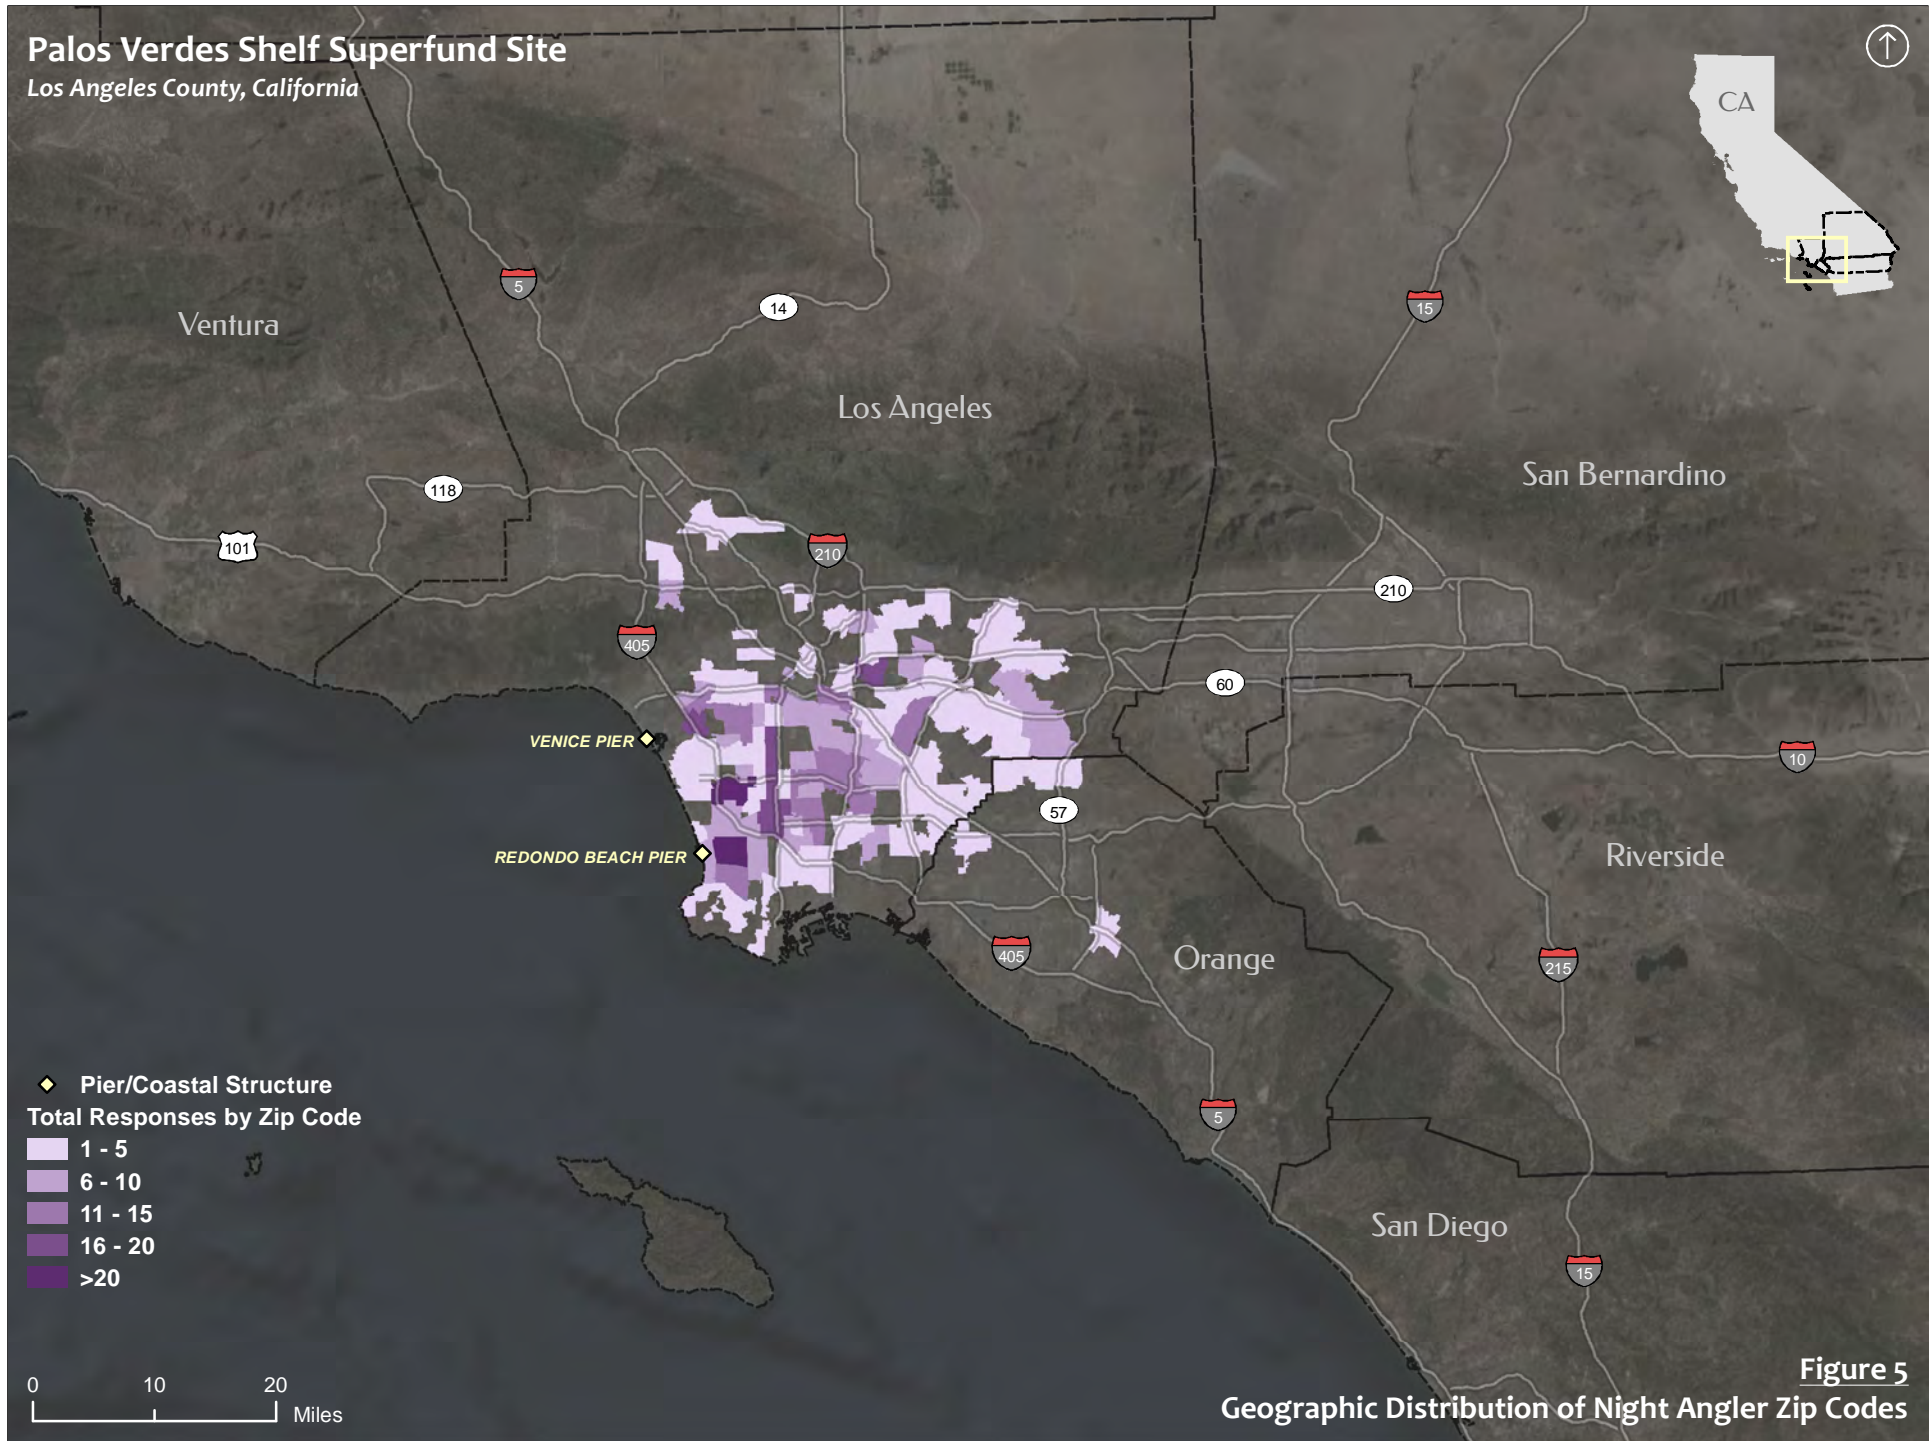 Palos Verdes Shelf Superfund Site
Los Angeles County, California
CA
5
14
15
Ventura
Los Angeles
San Bernardino
118
101
210
210
405
60
VENICE PIER
10
57
REDONDO BEACH PIER
Riverside
405
Orange
215
Pier/Coastal Structure
Total Responses by Zip Code
1 - 5
6 - 10
11 - 15
16 - 20
>20
5
San Diego
15
0 10 20
Miles
Figure 5
Geographic Distribution of Night Angler Zip Codes